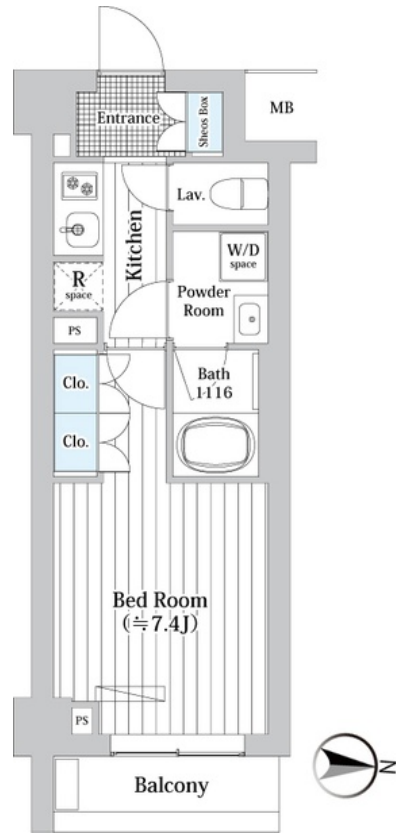 Entrance
Sheos Box
MB
Lav.
Kitchen
W/D
space
R
space
Powder
Room
PS
Clo.
Bath
1116
Clo.
Bed Room
(≒7.4J)
PS
N
Balcony